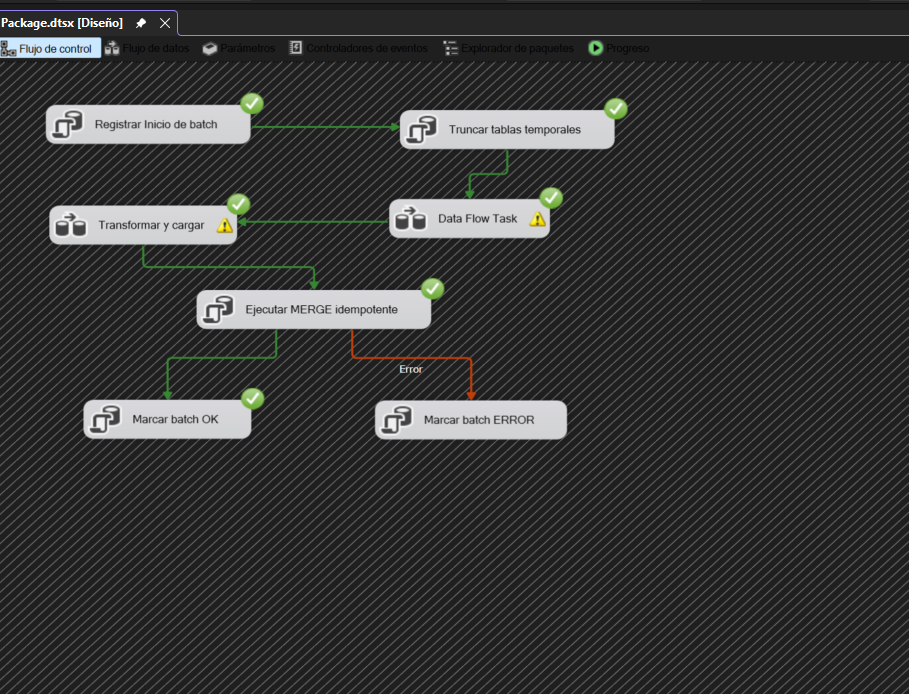 Package.dtsx [Diseño]
Flujo de control
Flujo de datos
Parámetros
Controladores de eventos
Explorador de paquetes
Progreso
Registrar Inicio de batch
Truncar tablas temporales
Transformar y cargar
Data Flow Task
Ejecutar MERGE idempotente
Error
Marcar batch OK
Marcar batch ERROR